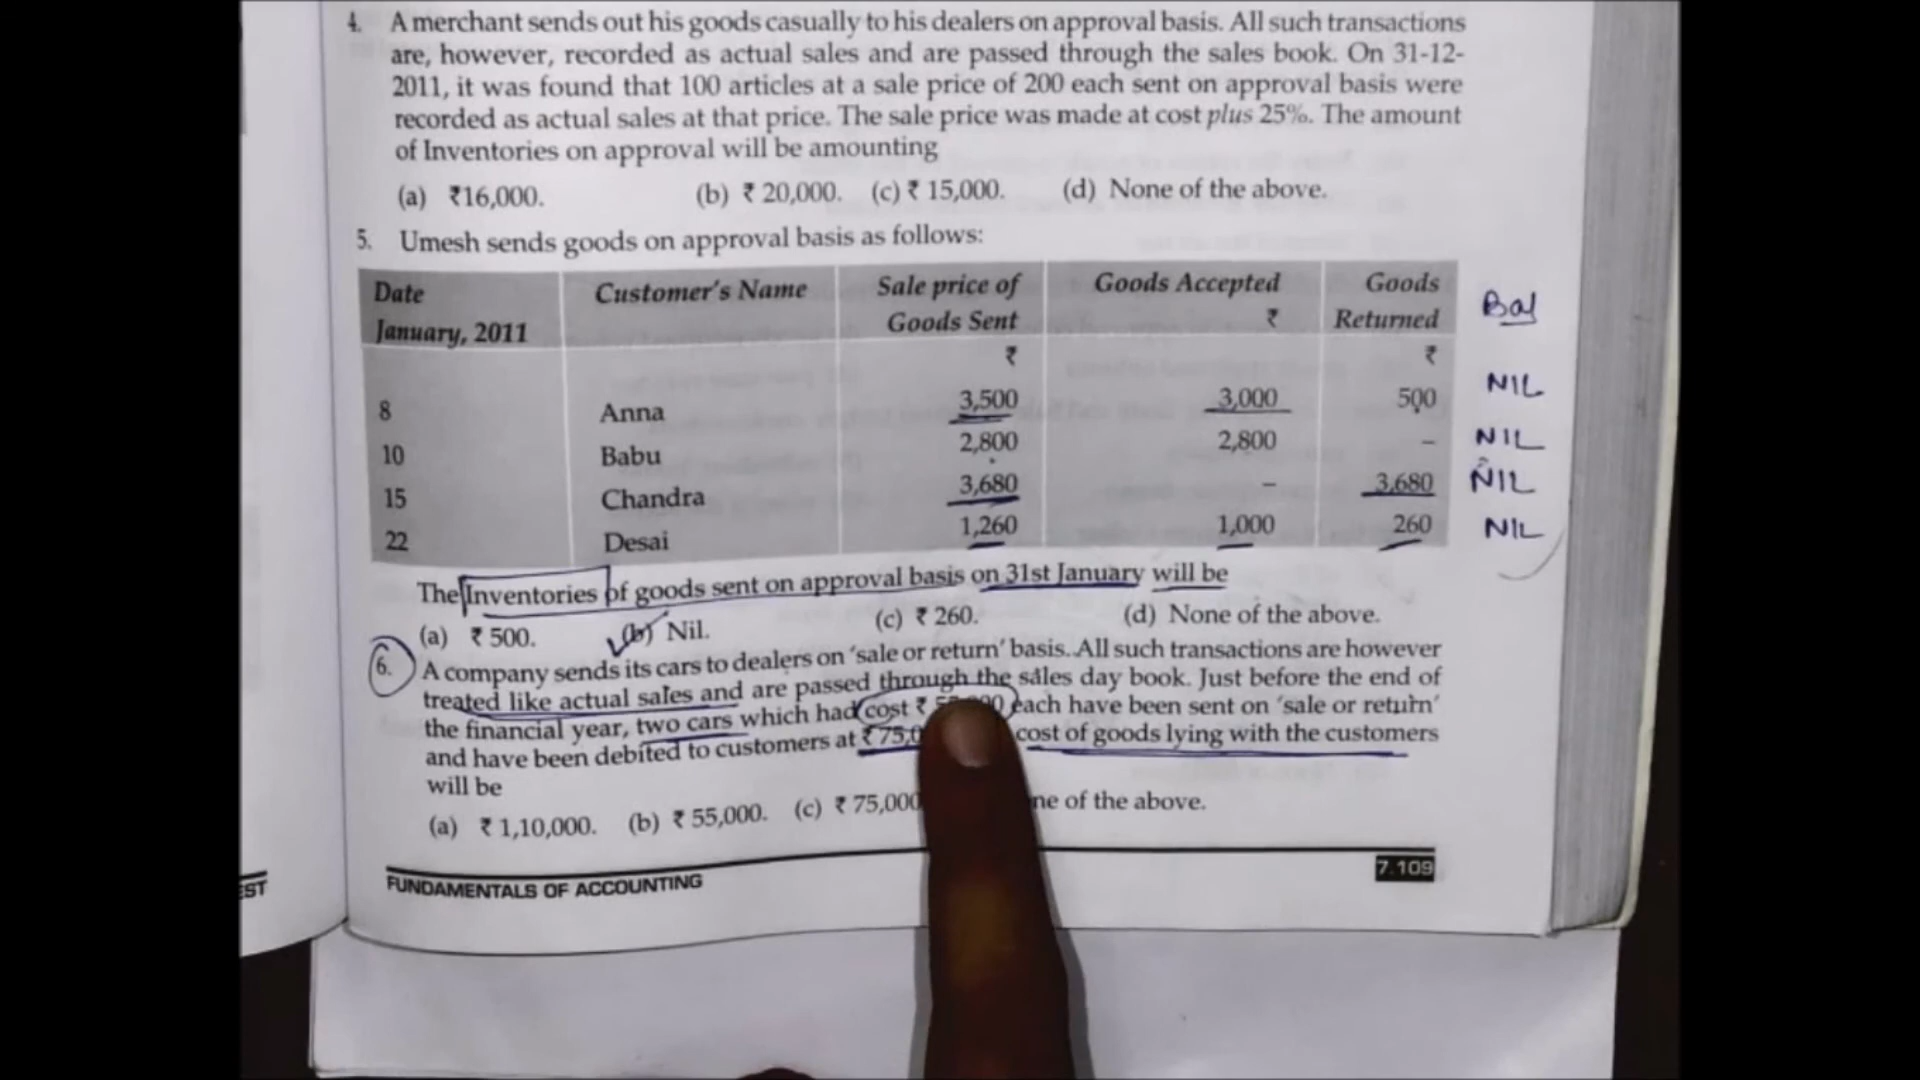 4. A merchant sends out his goods casually to his dealers on approval basis. All such transactions
are, however, recorded as actual sales and are passed through the sales book. On 31-12-
2011, it was found that 100 articles at a sale price of 200 each sent on approval basis were
recorded as actual sales at that price. The sale price was made at cost plus 25%. The amount
of Inventories on approval will be amounting
(a) ₹16,000. (b) ₹ 20,000. (c) ₹ 15,000. (d) None of the above.
5. Umesh sends goods on approval basis as follows:
Date Customer's Name Sale price of Goods Accepted Goods Bal
January, 2011 Goods Sent ₹ Returned
₹ ₹
8 Anna 3,500 3,000 500 NIL
10 Babu 2,800 2,800 – NIL
15 Chandra 3,680 – 3,680 NIL
22 Desai 1,260 1,000 260 NIL
The Inventories of goods sent on approval basis on 31st January will be
(a) ₹ 500. (b) Nil. (c) ₹ 260. (d) None of the above.
6. A company sends its cars to dealers on 'sale or return' basis. All such transactions are however
treated like actual sales and are passed through the sales day book. Just before the end of
the financial year, two cars which had cost ₹ each have been sent on 'sale or return'
and have been debited to customers at ₹ cost of goods lying with the customers
will be
(a) ₹ 1,10,000. (b) ₹ 55,000. (c) ₹ 75,000 of the above.
FUNDAMENTALS OF ACCOUNTING 7.109
EST